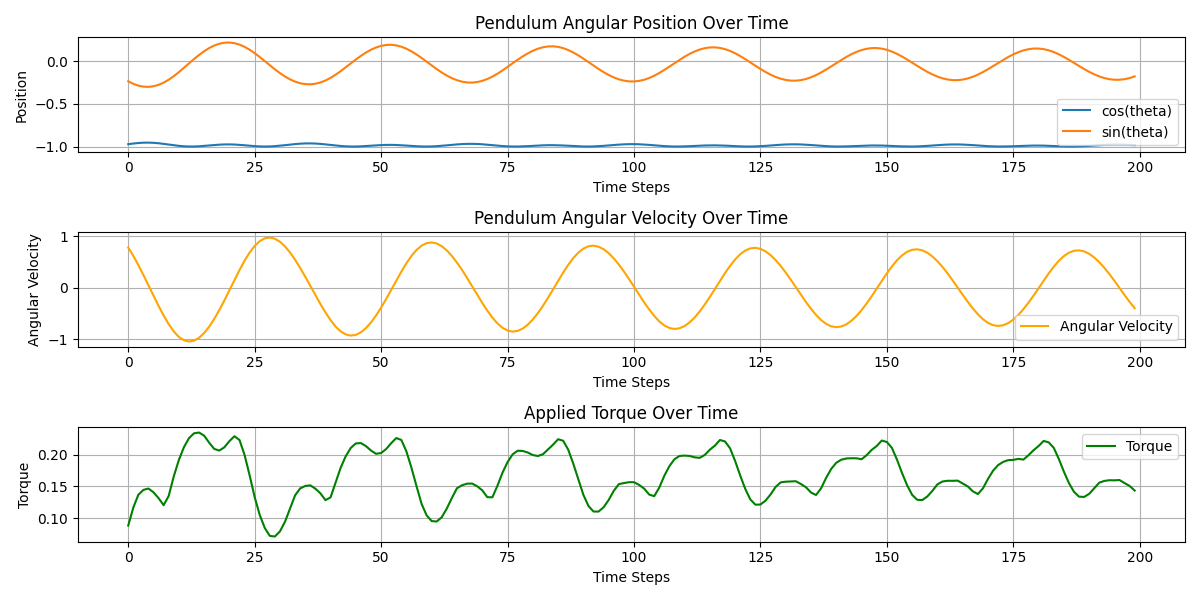 Pendulum Angular Position Over Time
Position
0.0
−0.5
−1.0
cos(theta)
sin(theta)
0 25 50 75 100 125 150 175 200
Time Steps
Pendulum Angular Velocity Over Time
Angular Velocity
1
0
−1
Angular Velocity
0 25 50 75 100 125 150 175 200
Time Steps
Applied Torque Over Time
Torque
0.20
0.15
0.10
Torque
0 25 50 75 100 125 150 175 200
Time Steps